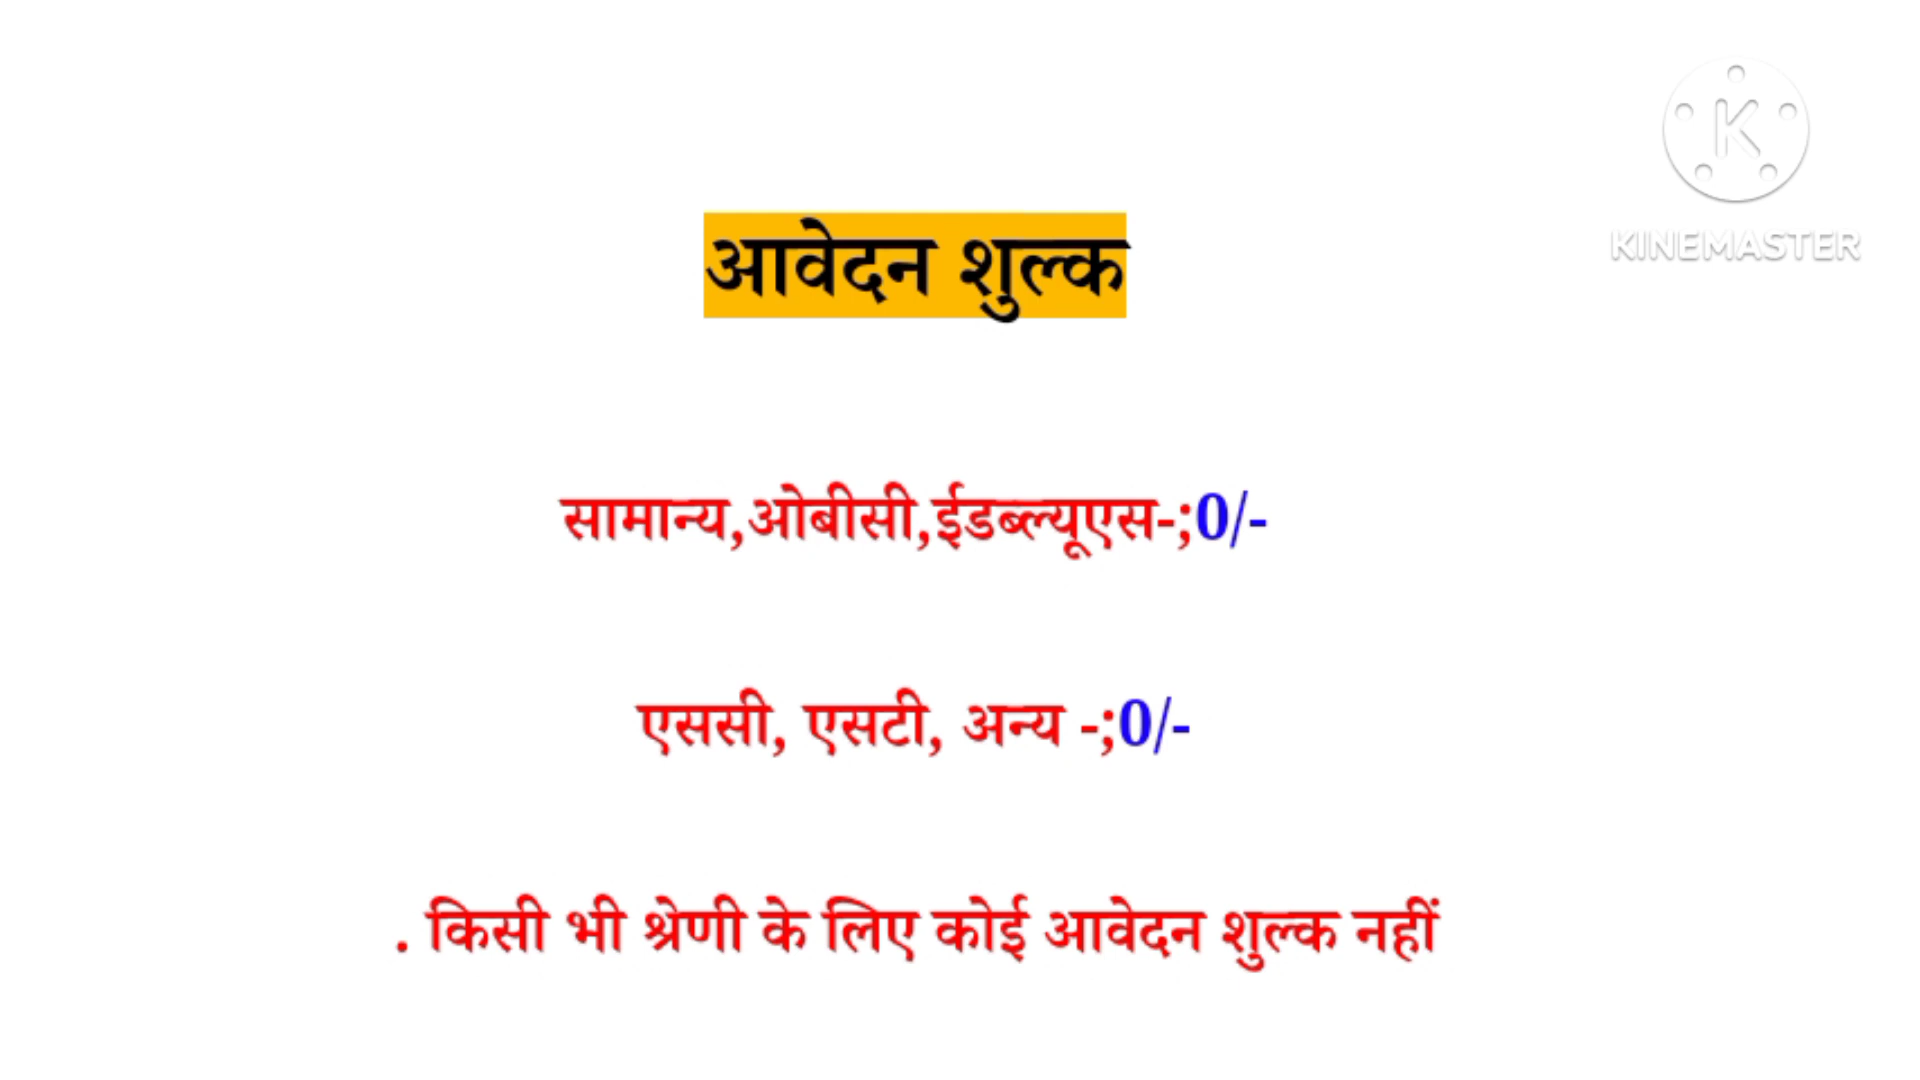 KINEMASTER
आवेदन शुल्क
सामान्य,ओबीसी,ईडब्ल्यूएस-;0/-
एससी, एसटी, अन्य -;0/-
. किसी भी श्रेणी के लिए कोई आवेदन शुल्क नहीं